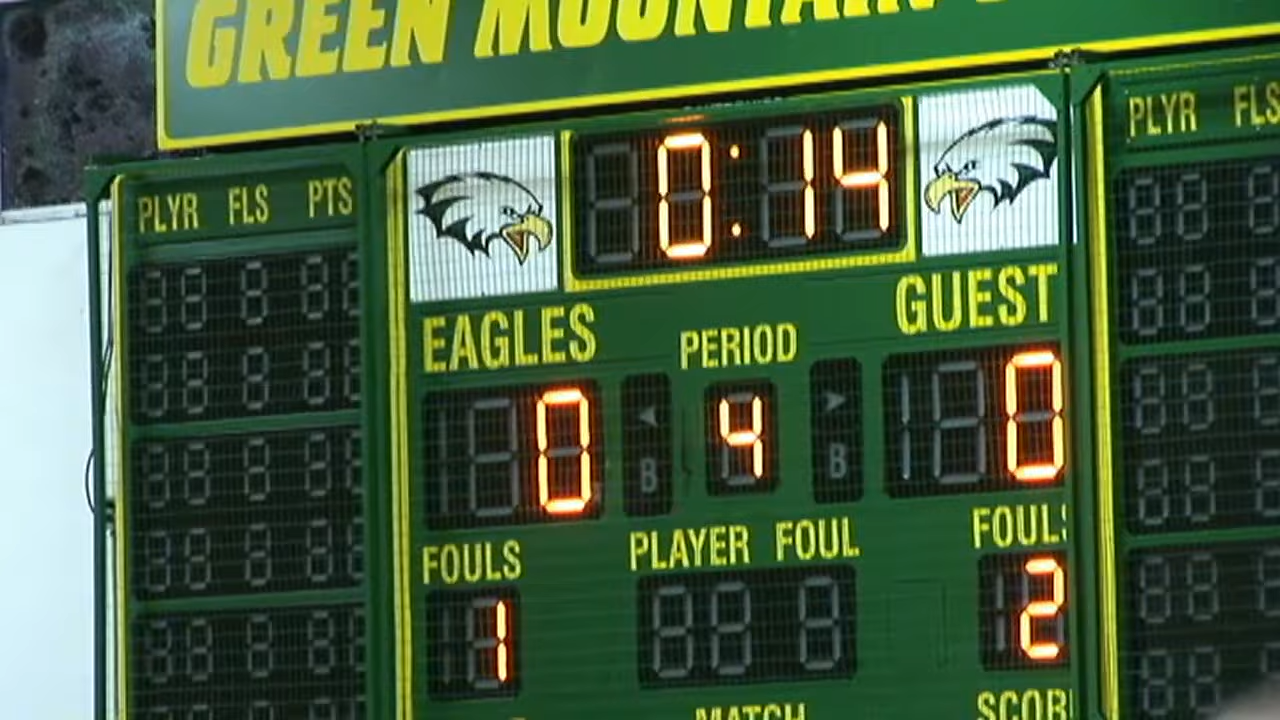 GREEN MOUNTAIN
PLYR FLS PTS
0:14
PLYR FLS
EAGLES
PERIOD
GUEST
0
4
0
B
B
FOULS
PLAYER FOUL
FOULS
1
2
MATCH
SCORE